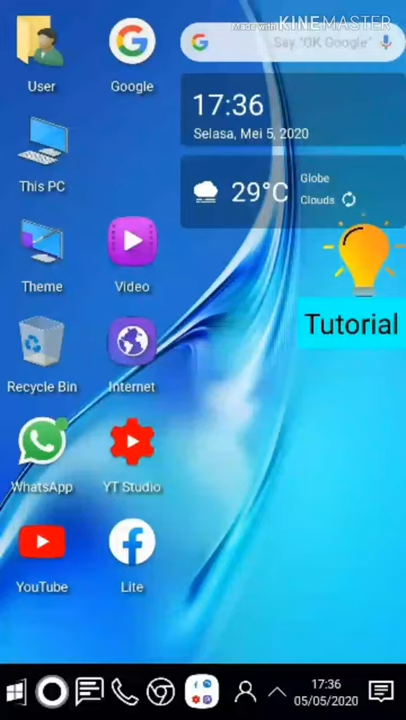 Made with KINEMASTER
Say, "OK Google"
User
Google
17:36
Selasa, Mei 5, 2020
This PC
29°C
Globe
Clouds
Theme
Video
Tutorial
Recycle Bin
Internet
WhatsApp
YT Studio
YouTube
Lite
17:36
05/05/2020